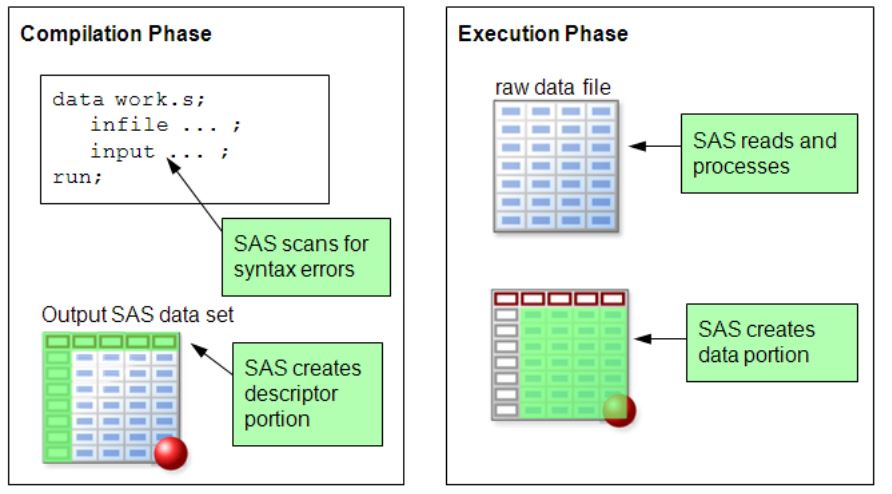 Compilation Phase
data work.s;
infile ... ;
input ... ;
run;
SAS scans for
syntax errors
Output SAS data set
SAS creates
descriptor
portion
Execution Phase
raw data file
SAS reads and
processes
SAS creates
data portion